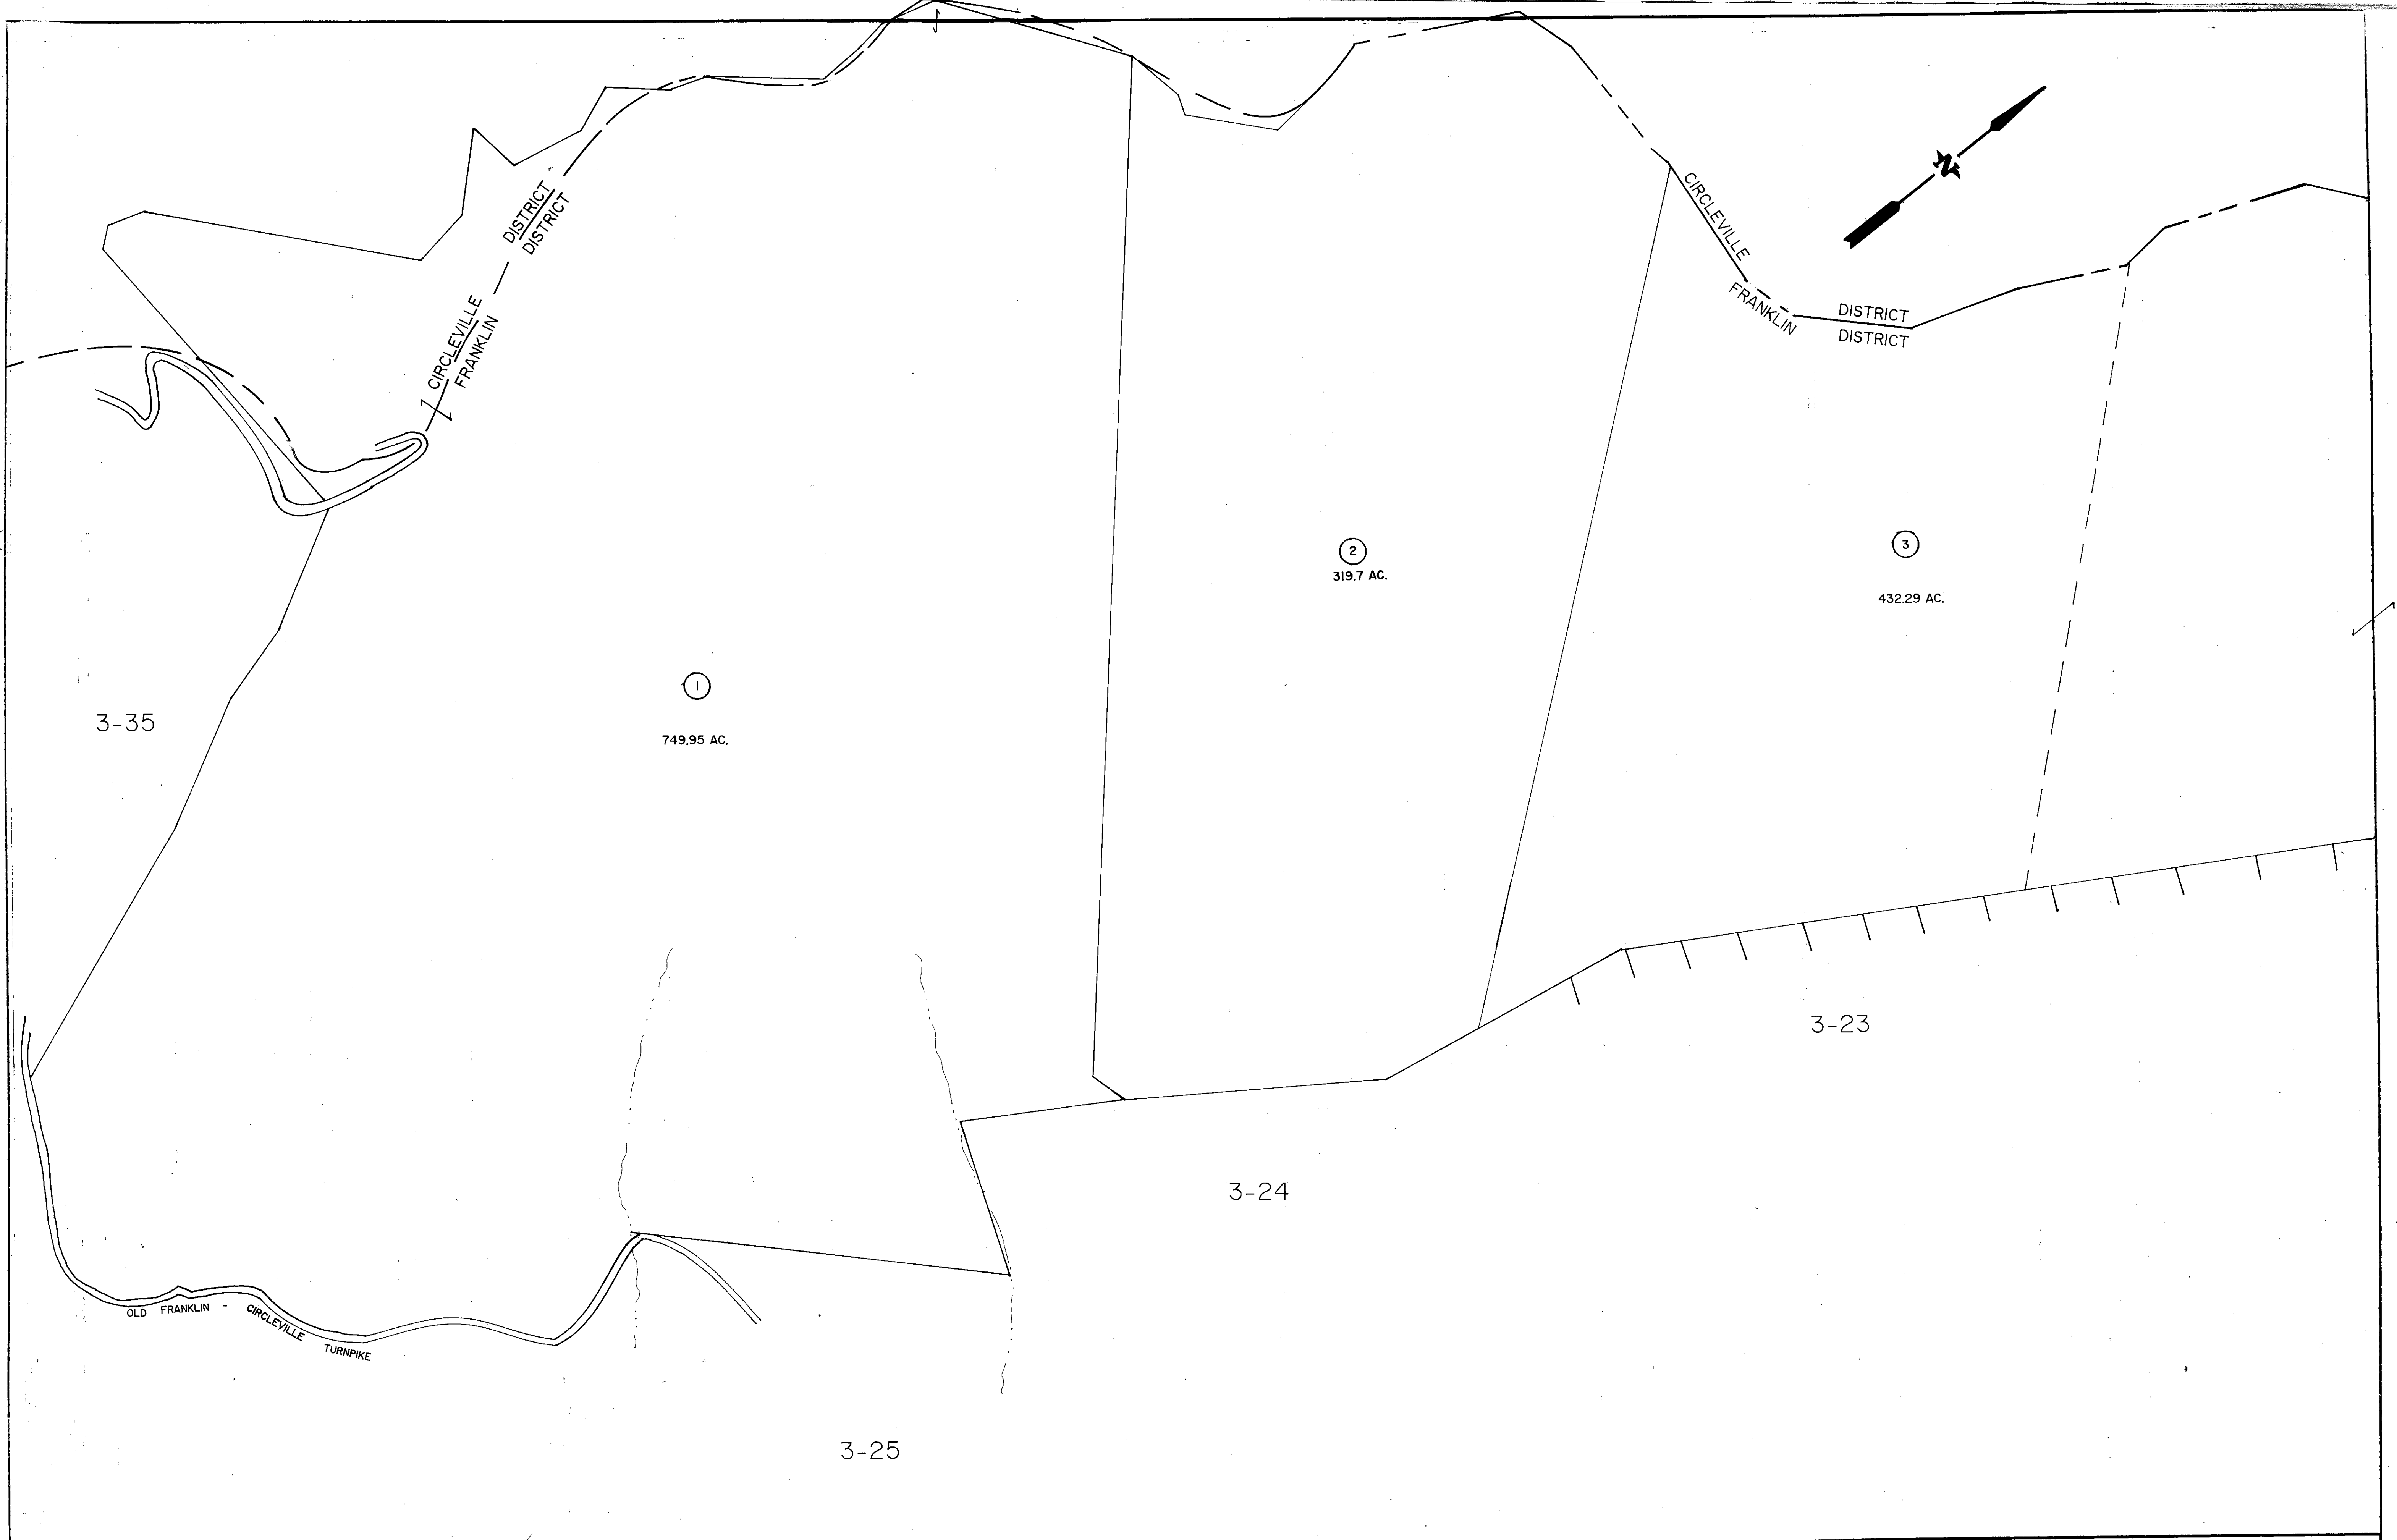 DISTRICT
DISTRICT
CIRCLEVILLE
FRANKLIN
N
CIRCLEVILLE
FRANKLIN
DISTRICT
DISTRICT
2
319.7 AC.
3
432.29 AC.
1
749.95 AC.
3-35
3-23
3-24
OLD FRANKLIN - CIRCLEVILLE TURNPIKE
3-25